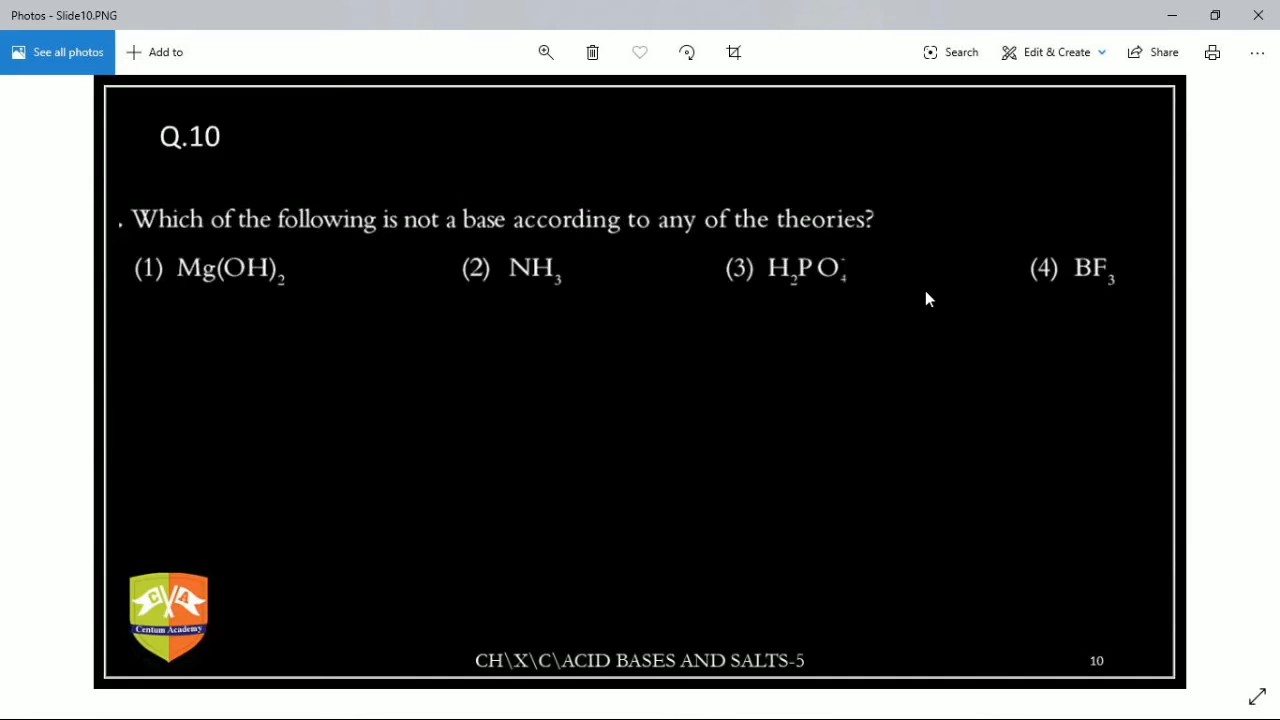 Photos - Slide10.PNG
See all photos
Add to
Search
Edit & Create
Share
Q.10
. Which of the following is not a base according to any of the theories?
(1) Mg(OH)₂ (2) NH₃ (3) H₂PO₄⁻ (4) BF₃
C A
Centum Academy
CH\X\C\ACID BASES AND SALTS-5
10